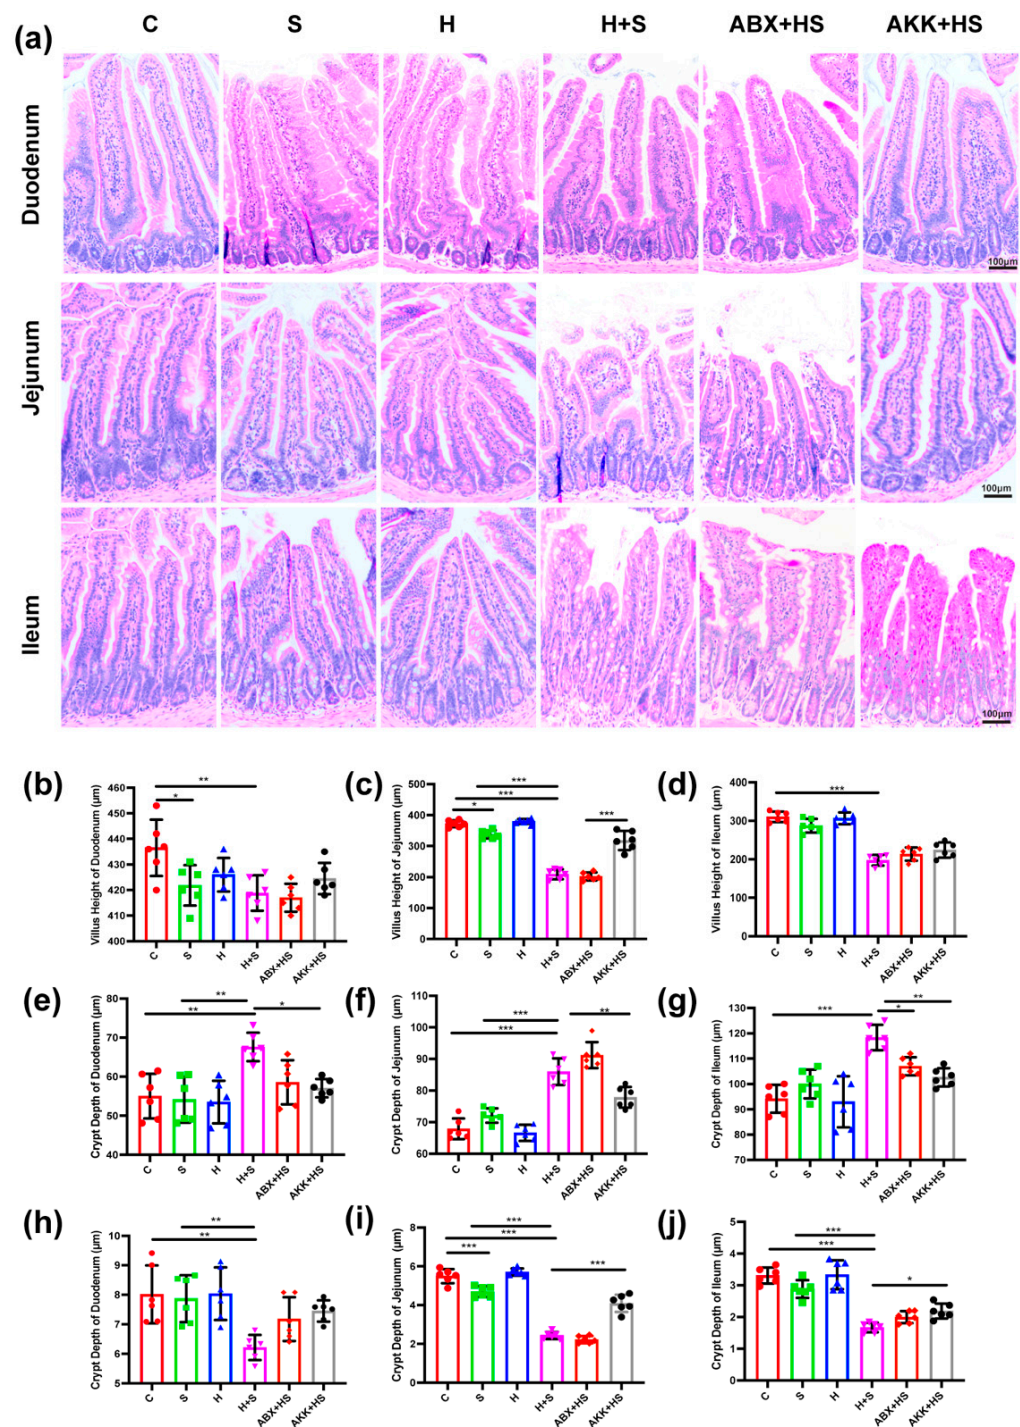 (a) C S H H+S ABX+HS AKK+HS
Duodenum
100μm
Jejunum
100μm
Ileum
100μm
(b)
Villus Height of Duodenum (μm)
460
450
440
430
420
410
400
**
*
C S H H+S ABX+HS AKK+HS
(c)
Villus Height of Jejunum (μm)
500
400
300
200
100
0
***
***
*
***
C S H H+S ABX+HS AKK+HS
(d)
Villus Height of Ileum (μm)
400
300
200
100
0
***
C S H H+S ABX+HS AKK+HS
(e)
Crypt Depth of Duodenum (μm)
80
70
60
50
40
**
**
*
C S H H+S ABX+HS AKK+HS
(f)
Crypt Depth of Jejunum (μm)
110
100
90
80
70
60
***
***
**
C S H H+S ABX+HS AKK+HS
(g)
Crypt Depth of Ileum (μm)
130
120
110
100
90
80
70
***
**
*
C S H H+S ABX+HS AKK+HS
(h)
Crypt Depth of Duodenum (μm)
10
9
8
7
6
5
**
**
C S H H+S ABX+HS AKK+HS
(i)
Crypt Depth of Jejunum (μm)
8
6
4
2
0
***
***
***
***
C S H H+S ABX+HS AKK+HS
(j)
Crypt Depth of Ileum (μm)
5
4
3
2
1
0
***
***
*
C S H H+S ABX+HS AKK+HS